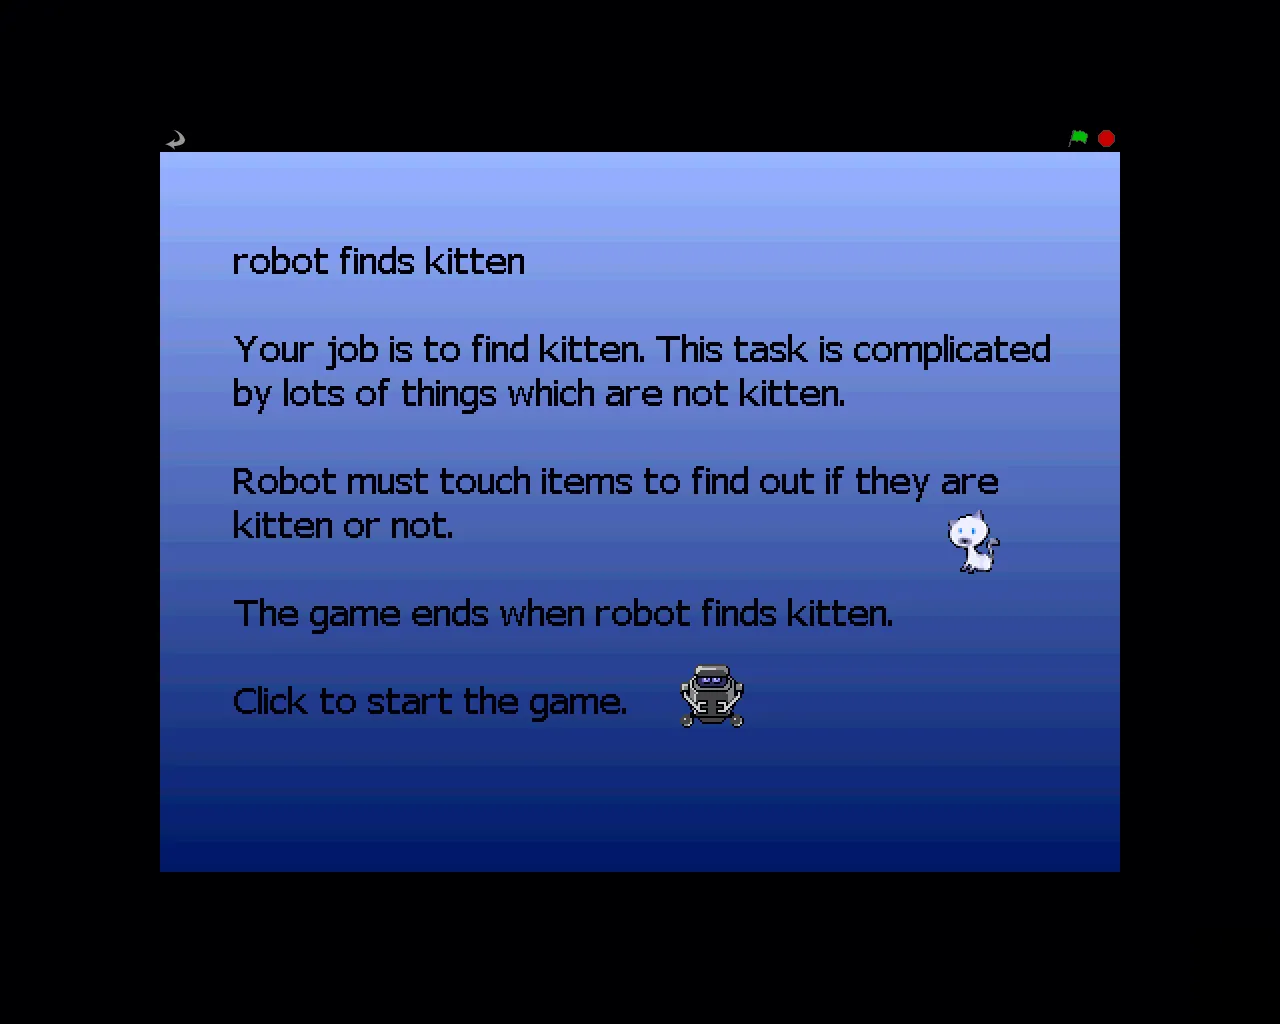 robot finds kitten
Your job is to find kitten. This task is complicated
by lots of things which are not kitten.
Robot must touch items to find out if they are
kitten or not.
The game ends when robot finds kitten.
Click to start the game.